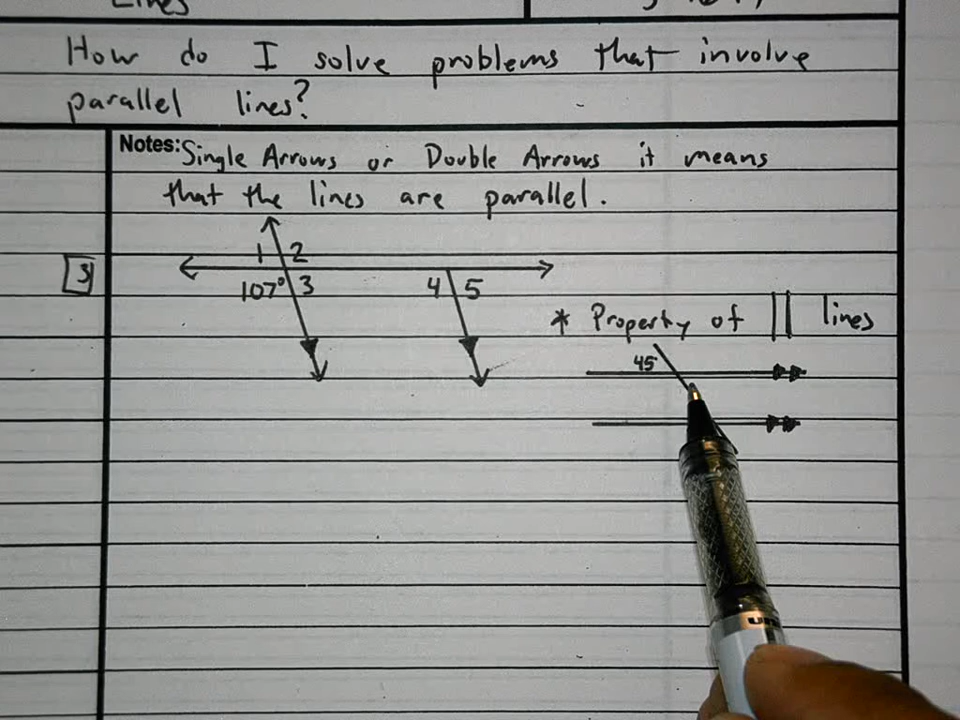 Lines
How do I solve problems that involve
parallel lines?
Notes: Single Arrows or Double Arrows it means
that the lines are parallel.
1 2
3
107° 3 4 5
* Property of || lines
45